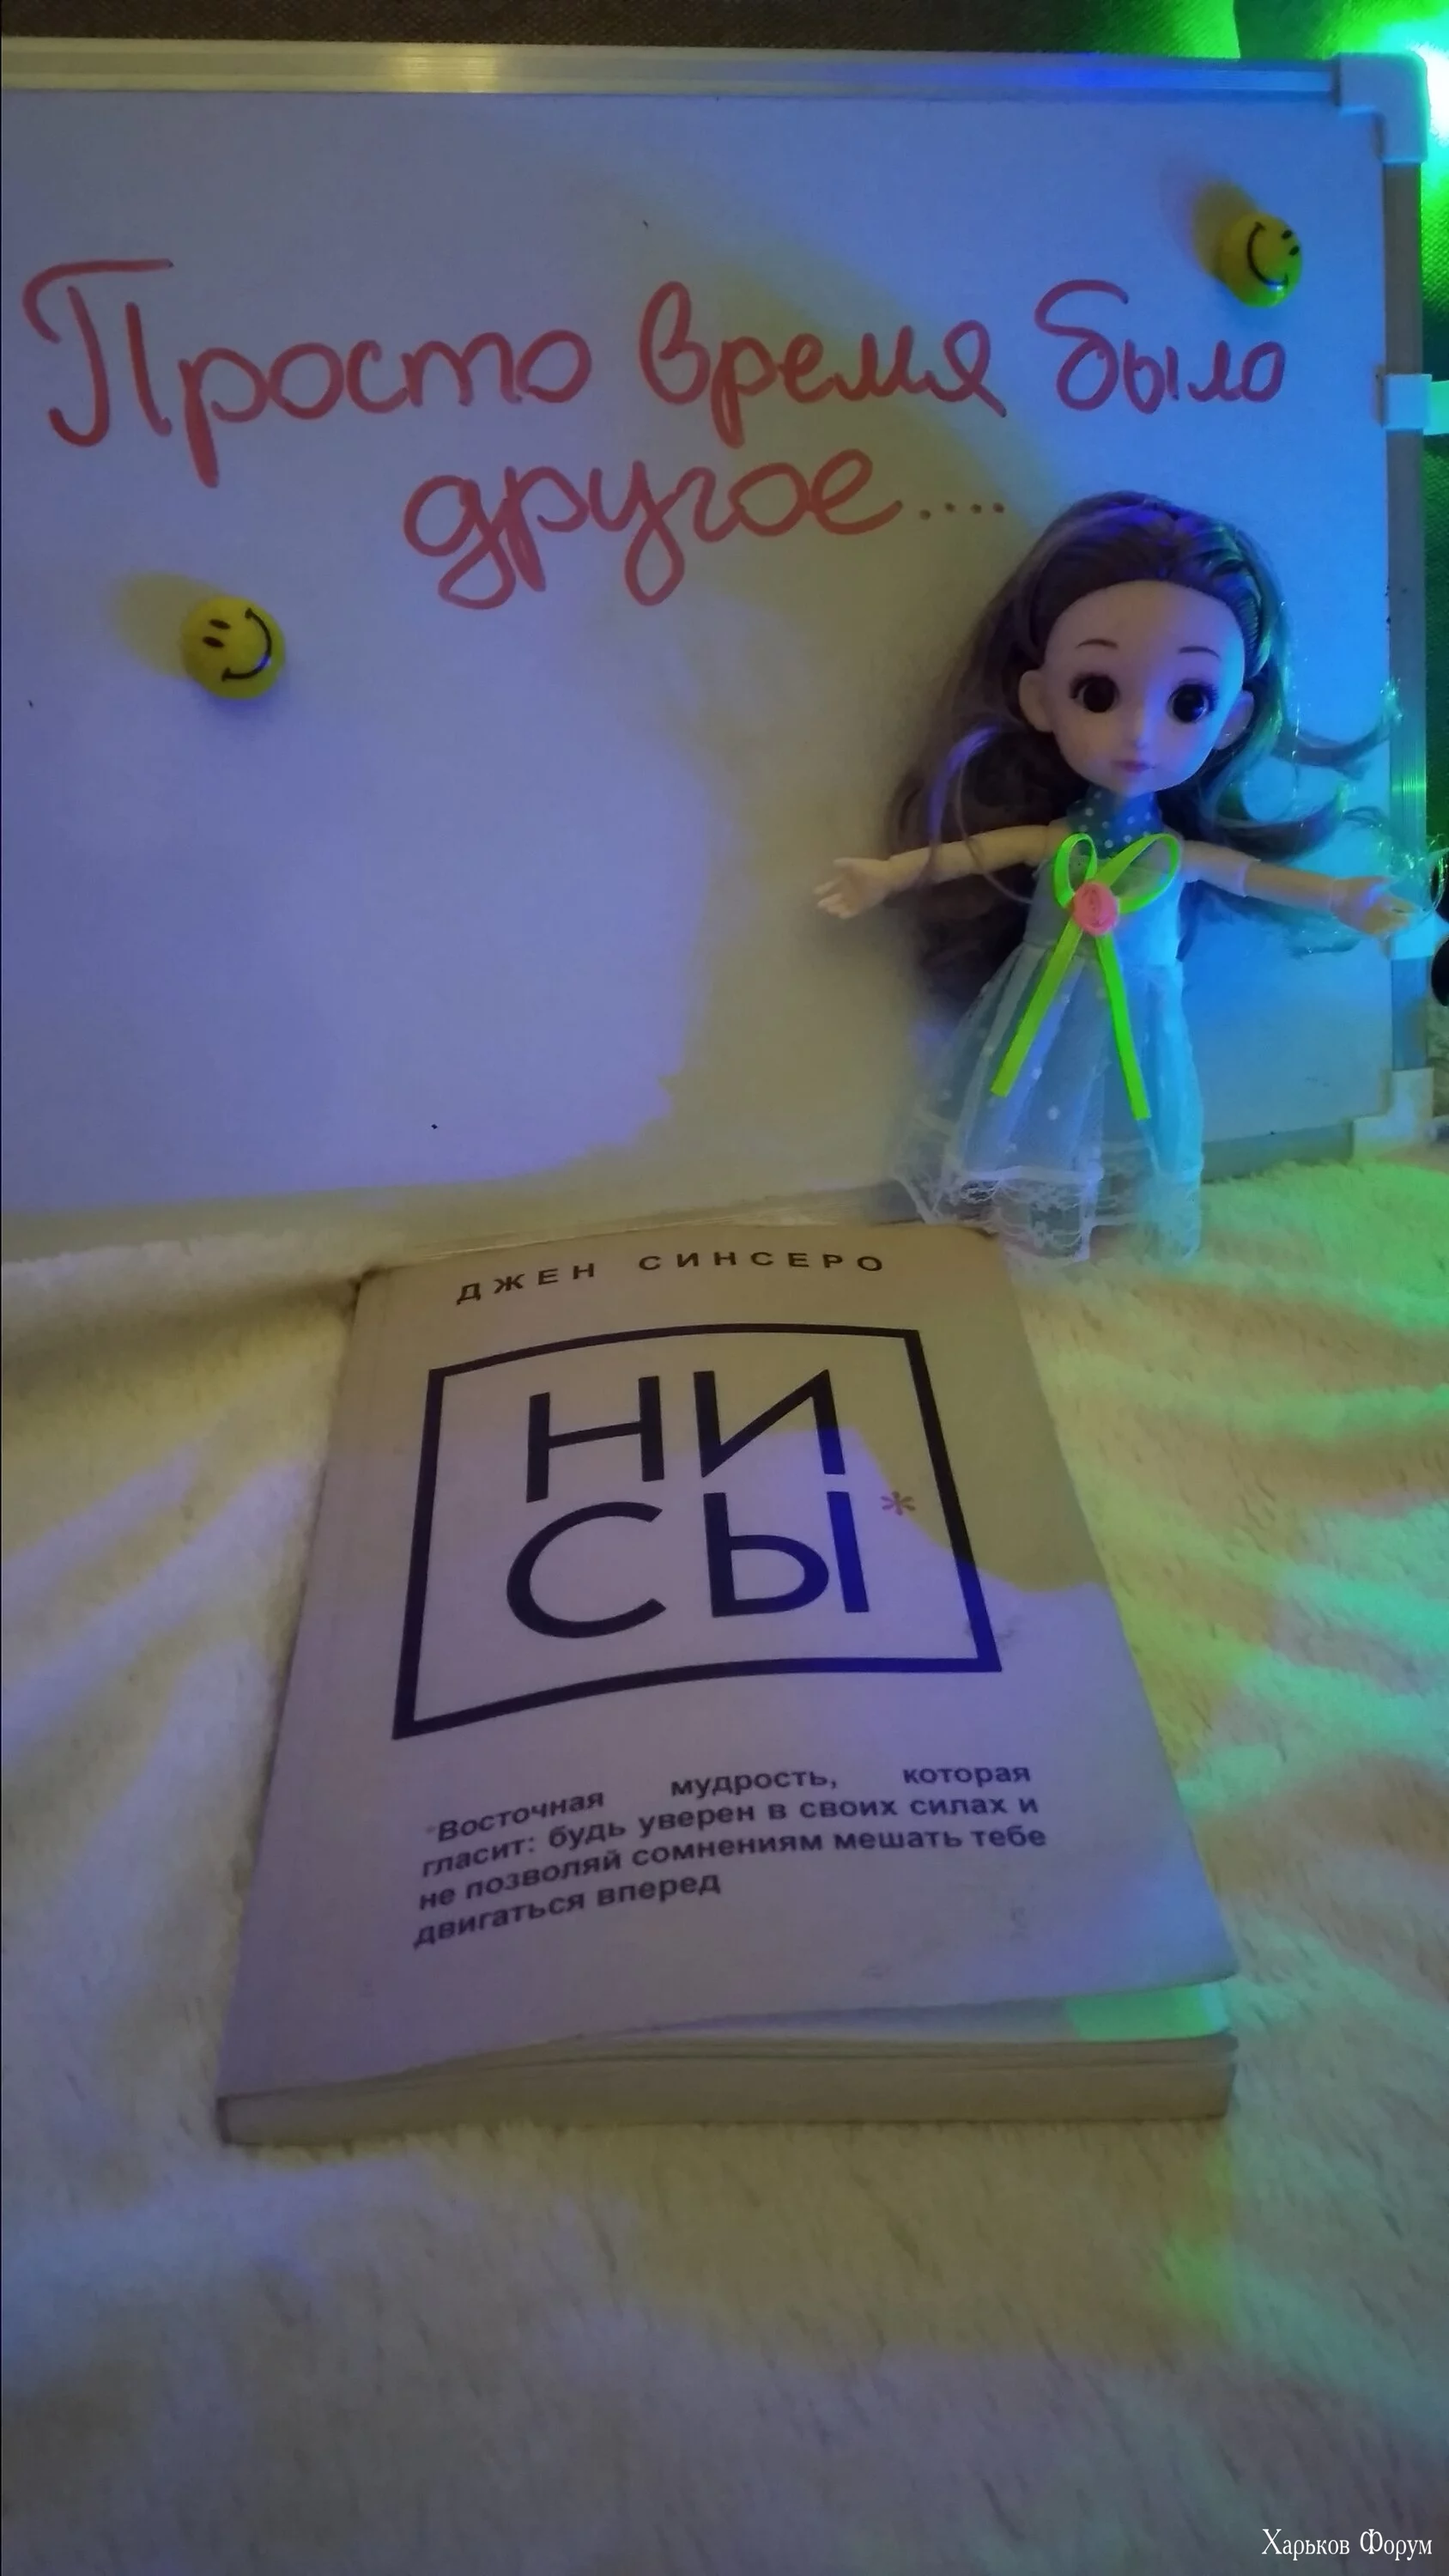 Просто время было
другое....
ДЖЕН СИНСЕРО
НИ
СЫ*
*Восточная мудрость, которая
гласит: будь уверен в своих силах и
не позволяй сомнениям мешать тебе
двигаться вперед
Харьков Форум